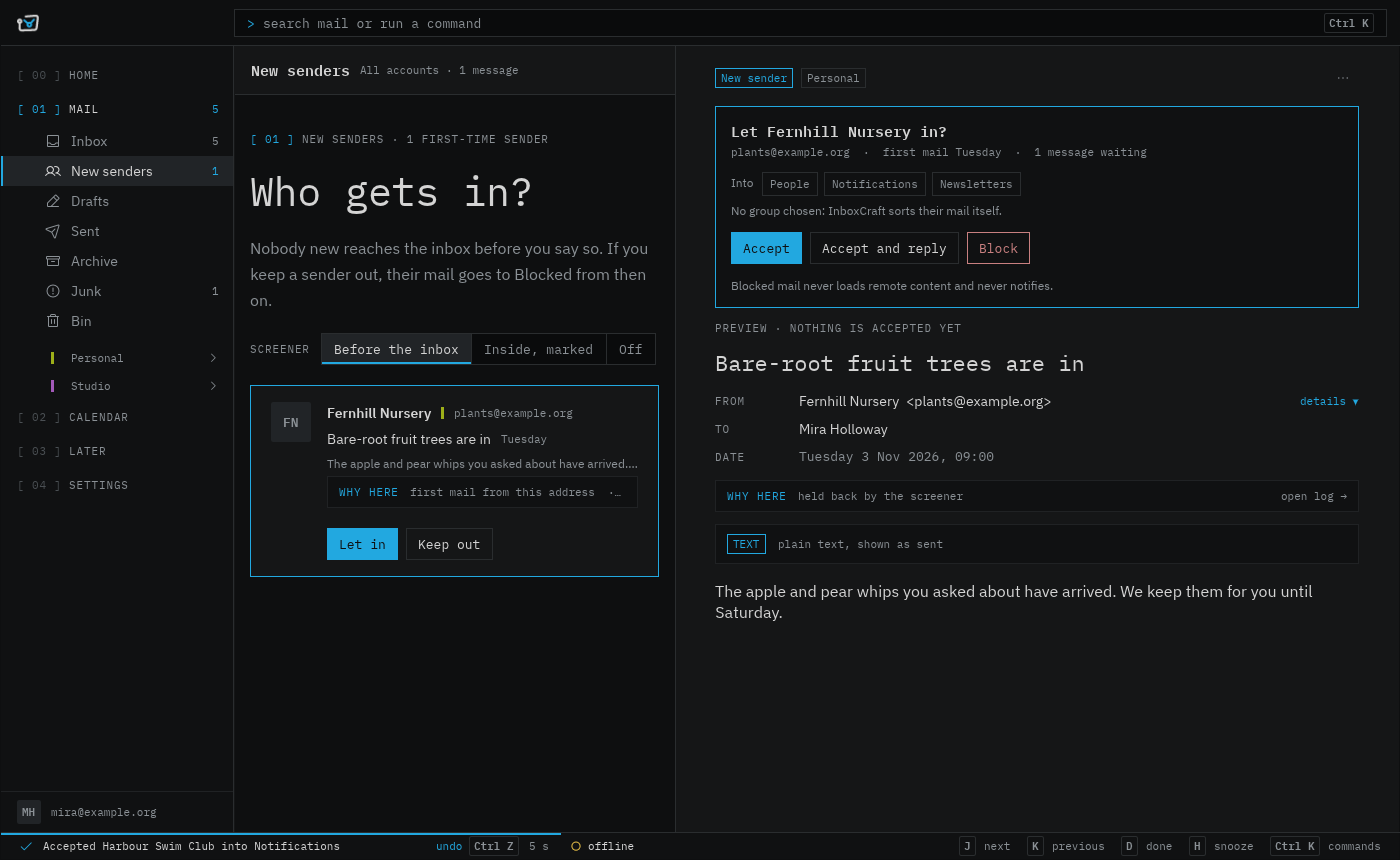 > search mail or run a command
Ctrl K
[ 00 ] HOME
[ 01 ] MAIL 5
Inbox 5
New senders 1
Drafts
Sent
Archive
Junk 1
Bin
Personal
Studio
[ 02 ] CALENDAR
[ 03 ] LATER
[ 04 ] SETTINGS
MH mira@example.org
New senders All accounts · 1 message
[ 01 ] NEW SENDERS · 1 FIRST-TIME SENDER
Who gets in?
Nobody new reaches the inbox before you say so. If you
keep a sender out, their mail goes to Blocked from then
on.
SCREENER Before the inbox Inside, marked Off
FN
Fernhill Nursery plants@example.org
Bare-root fruit trees are in Tuesday
The apple and pear whips you asked about have arrived.…
WHY HERE first mail from this address ·…
Let in Keep out
New sender Personal ···
Let Fernhill Nursery in?
plants@example.org · first mail Tuesday · 1 message waiting
Into People Notifications Newsletters
No group chosen: InboxCraft sorts their mail itself.
Accept Accept and reply Block
Blocked mail never loads remote content and never notifies.
PREVIEW · NOTHING IS ACCEPTED YET
Bare-root fruit trees are in
FROM Fernhill Nursery <plants@example.org> details ▾
TO Mira Holloway
DATE Tuesday 3 Nov 2026, 09:00
WHY HERE held back by the screener open log →
TEXT plain text, shown as sent
The apple and pear whips you asked about have arrived. We keep them for you until
Saturday.
Accepted Harbour Swim Club into Notifications undo Ctrl Z 5 s offline
J next K previous D done H snooze Ctrl K commands